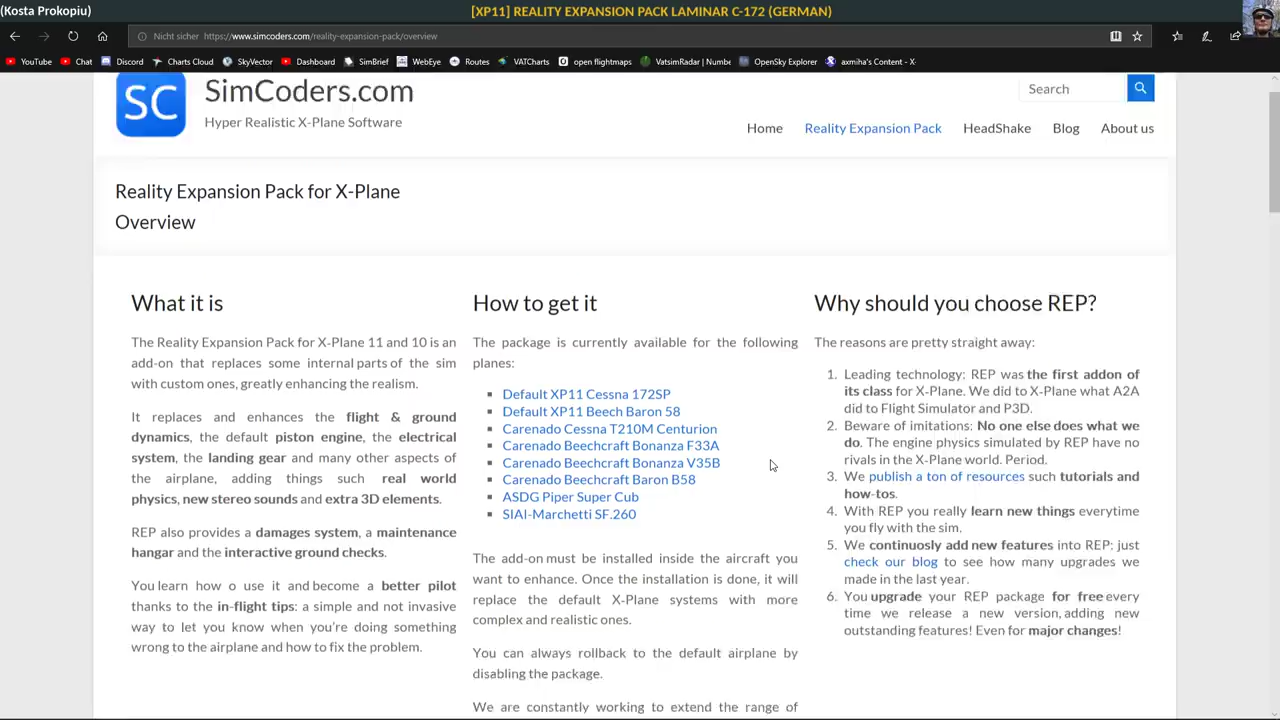 (Kosta Prokopiu)
[XP11] REALITY EXPANSION PACK LAMINAR C-172 (GERMAN)
Nicht sicher https://www.simcoders.com/reality-expansion-pack/overview
YouTube Chat Discord Charts Cloud SkyVector Dashboard SimBrief WebEye Routes VATCharts open flightmaps VatsimRadar | Numbe OpenSky Explorer axmiha's Content - X
SC
SimCoders.com
Hyper Realistic X-Plane Software
Search
Home Reality Expansion Pack HeadShake Blog About us
Reality Expansion Pack for X-Plane
Overview
What it is
The Reality Expansion Pack for X-Plane 11 and 10 is an
add-on that replaces some internal parts of the sim
with custom ones, greatly enhancing the realism.
It replaces and enhances the flight & ground
dynamics, the default piston engine, the electrical
system, the landing gear and many other aspects of
the airplane, adding things such real world
physics, new stereo sounds and extra 3D elements.
REP also provides a damages system, a maintenance
hangar and the interactive ground checks.
You learn how o use it and become a better pilot
thanks to the in-flight tips: a simple and not invasive
way to let you know when you're doing something
wrong to the airplane and how to fix the problem.
How to get it
The package is currently available for the following
planes:
Default XP11 Cessna 172SP
Default XP11 Beech Baron 58
Carenado Cessna T210M Centurion
Carenado Beechcraft Bonanza F33A
Carenado Beechcraft Bonanza V35B
Carenado Beechcraft Baron B58
ASDG Piper Super Cub
SIAI-Marchetti SF.260
The add-on must be installed inside the aircraft you
want to enhance. Once the installation is done, it will
replace the default X-Plane systems with more
complex and realistic ones.
You can always rollback to the default airplane by
disabling the package.
We are constantly working to extend the range of
Why should you choose REP?
The reasons are pretty straight away:
1. Leading technology: REP was the first addon of
its class for X-Plane. We did to X-Plane what A2A
did to Flight Simulator and P3D.
2. Beware of imitations: No one else does what we
do. The engine physics simulated by REP have no
rivals in the X-Plane world. Period.
3. We publish a ton of resources such tutorials and
how-tos.
4. With REP you really learn new things everytime
you fly with the sim.
5. We continuosly add new features into REP: just
check our blog to see how many upgrades we
made in the last year.
6. You upgrade your REP package for free every
time we release a new version, adding new
outstanding features! Even for major changes!